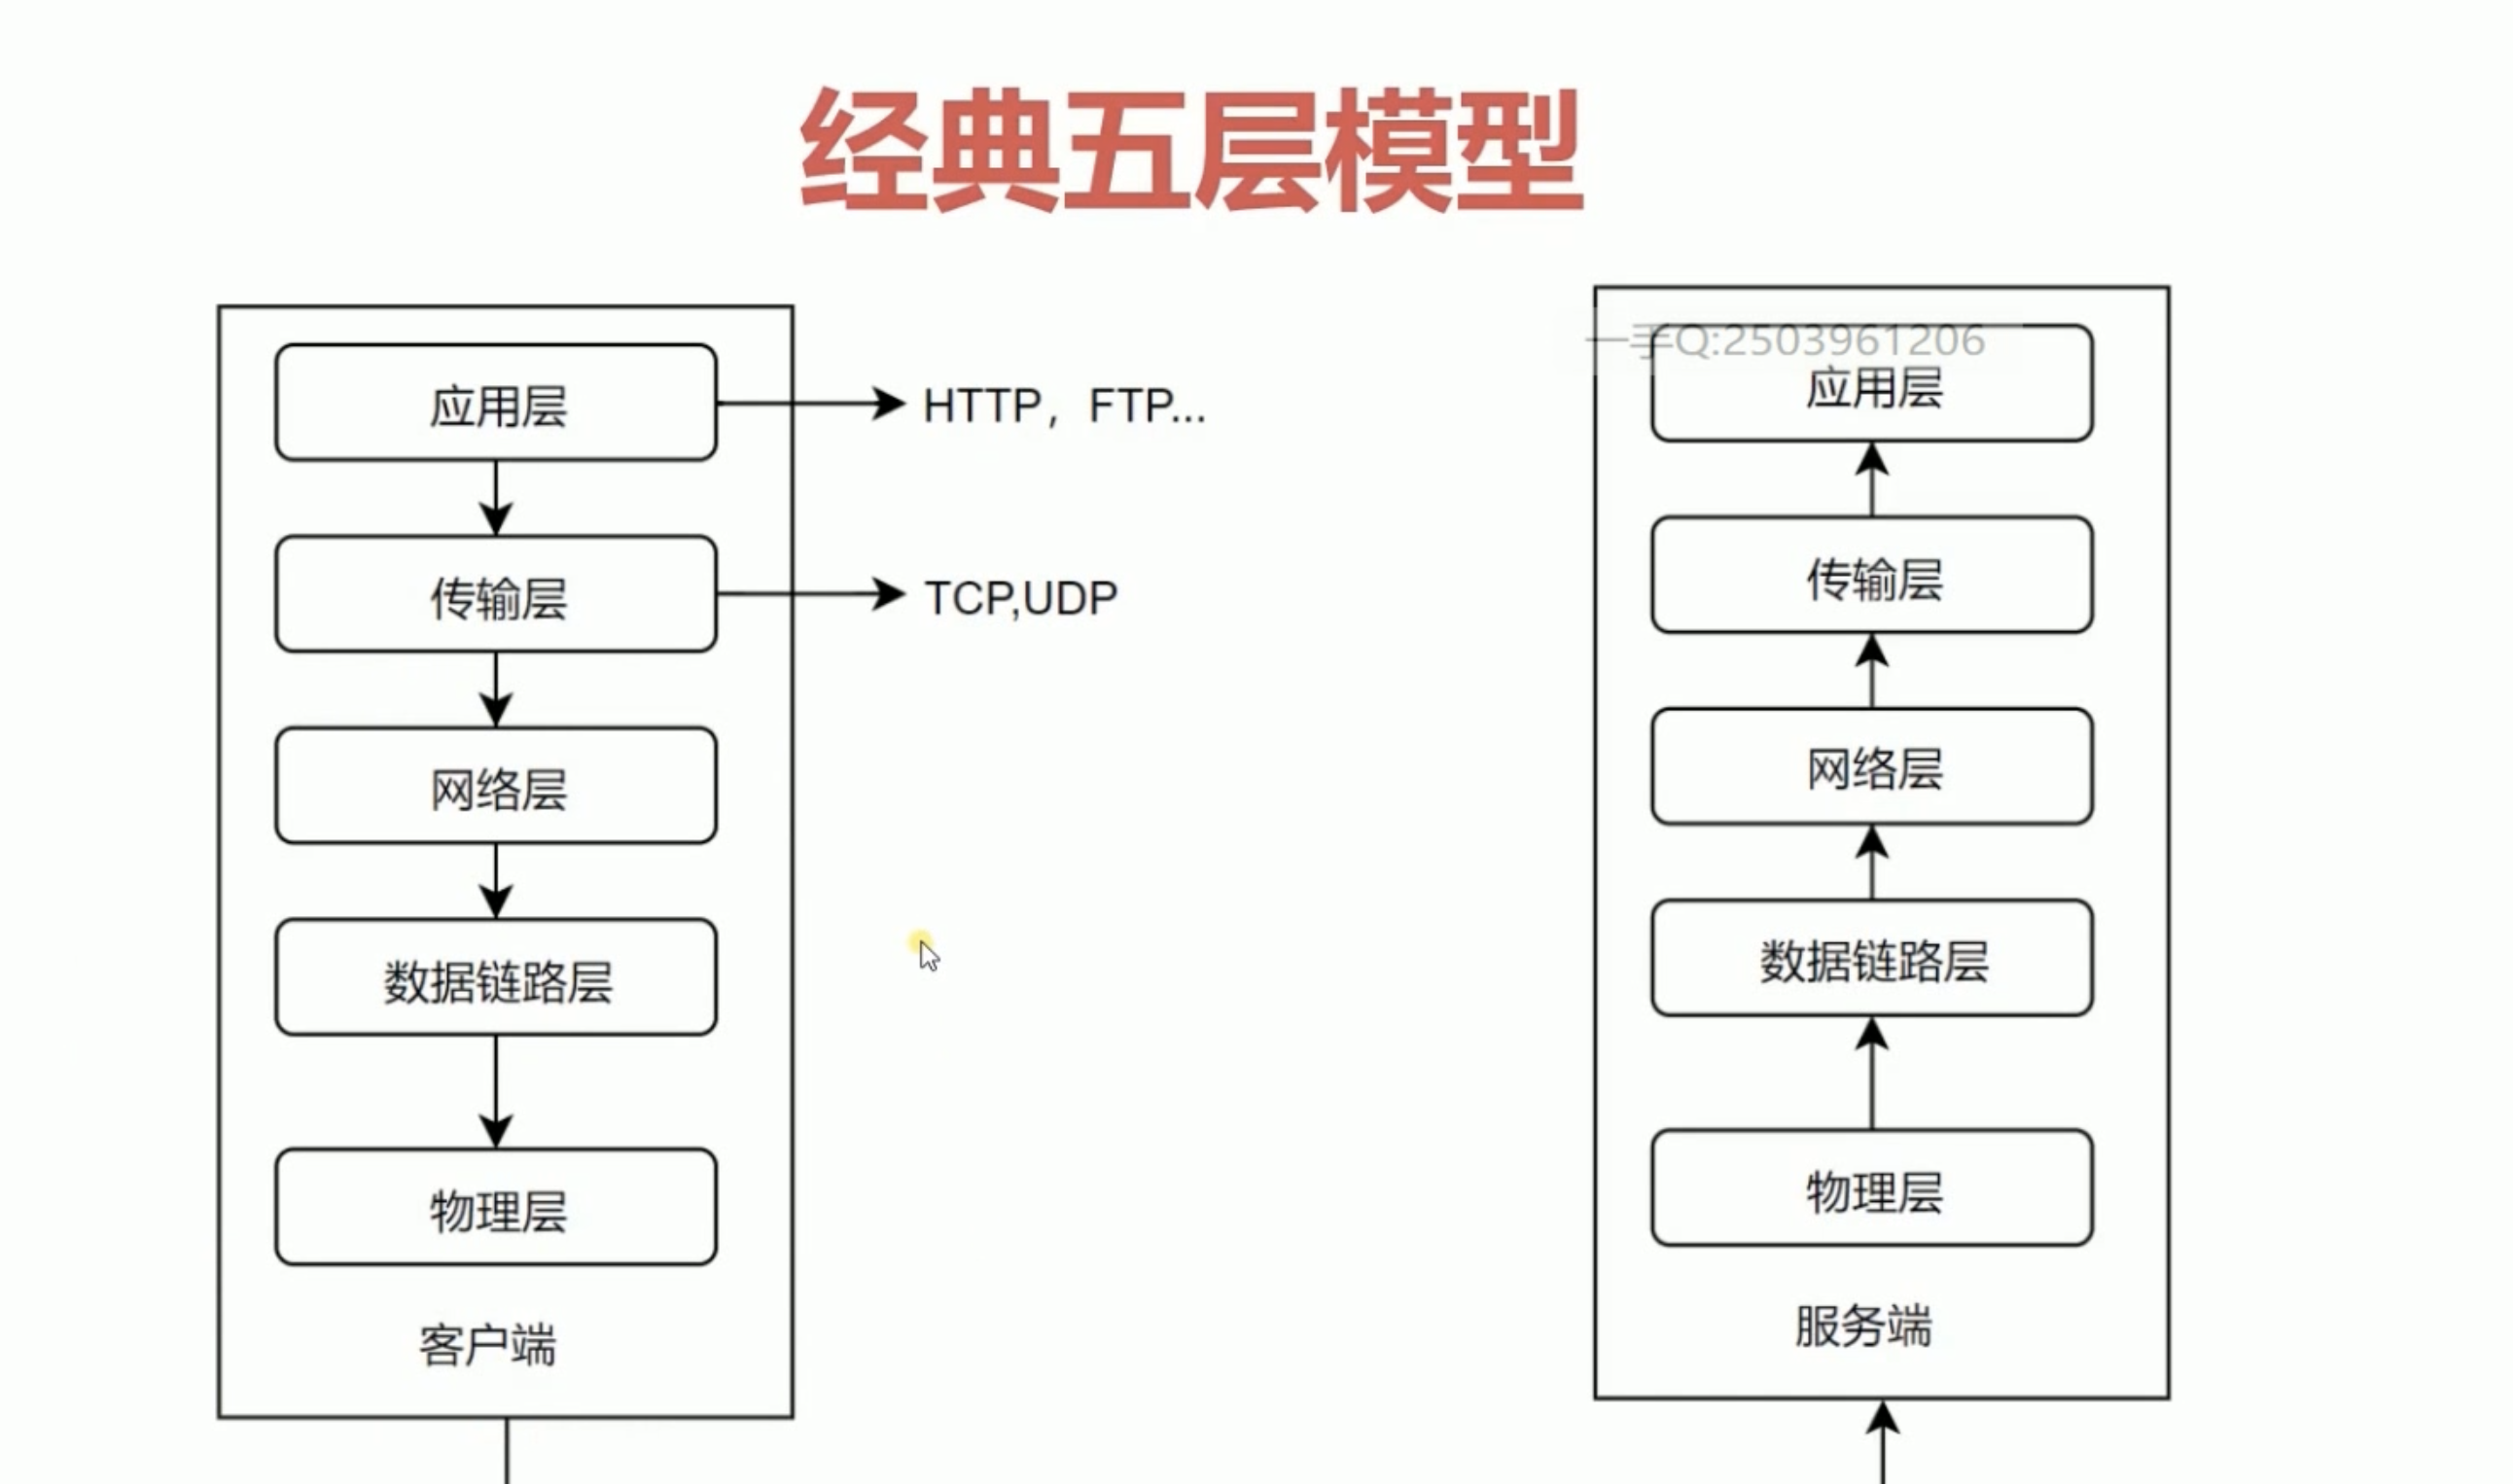 经典五层模型
应用层
HTTP，FTP...
传输层
TCP,UDP
网络层
数据链路层
物理层
客户端
一手Q:2503961206
应用层
传输层
网络层
数据链路层
物理层
服务端